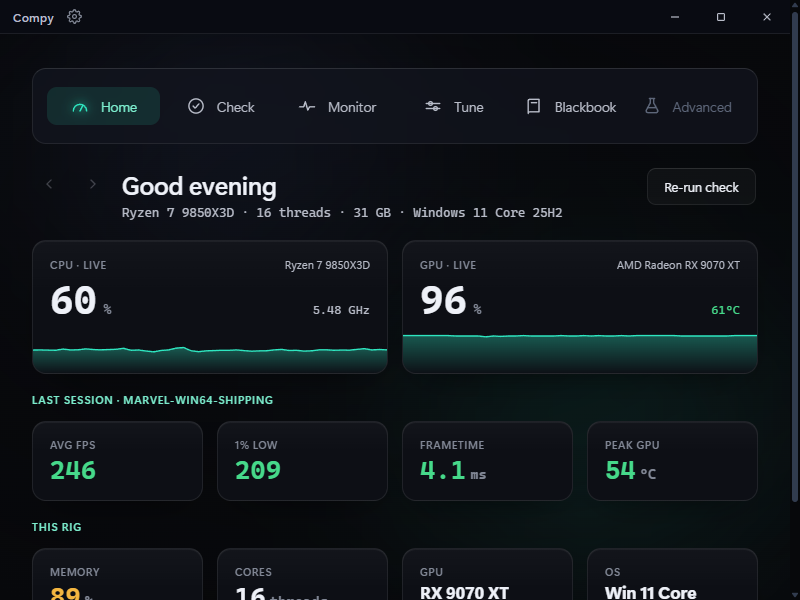 Compy
Home Check Monitor Tune Blackbook Advanced
Good evening
Re-run check
Ryzen 7 9850X3D · 16 threads · 31 GB · Windows 11 Core 25H2
CPU · LIVE Ryzen 7 9850X3D
60 % 5.48 GHz
GPU · LIVE AMD Radeon RX 9070 XT
96 % 61°C
LAST SESSION · MARVEL-WIN64-SHIPPING
AVG FPS
246
1% LOW
209
FRAMETIME
4.1 ms
PEAK GPU
54 °C
THIS RIG
MEMORY
89 %
CORES
16 threads
GPU
RX 9070 XT
OS
Win 11 Core